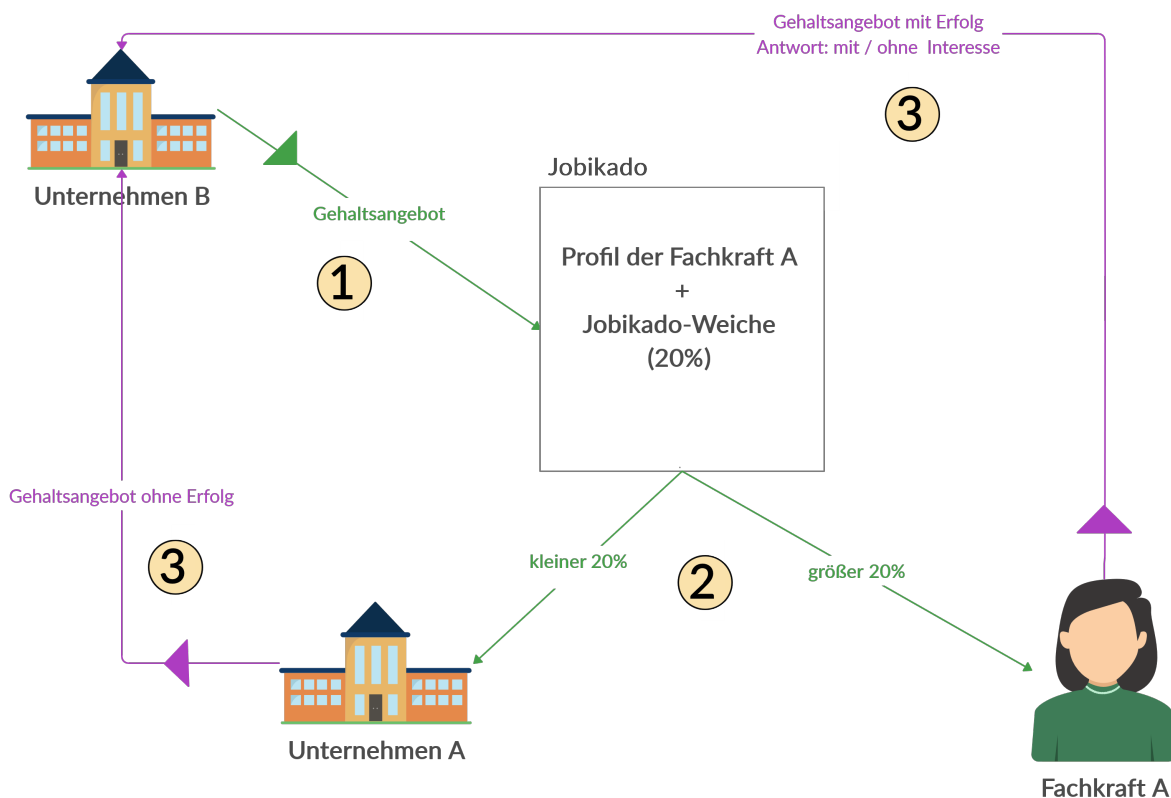 Gehaltsangebot mit Erfolg
Antwort: mit / ohne Interesse
3
Jobikado
Unternehmen B
Gehaltsangebot
1
Profil der Fachkraft A
+
Jobikado-Weiche
(20%)
Gehaltsangebot ohne Erfolg
3
kleiner 20%
2
größer 20%
Unternehmen A
Fachkraft A